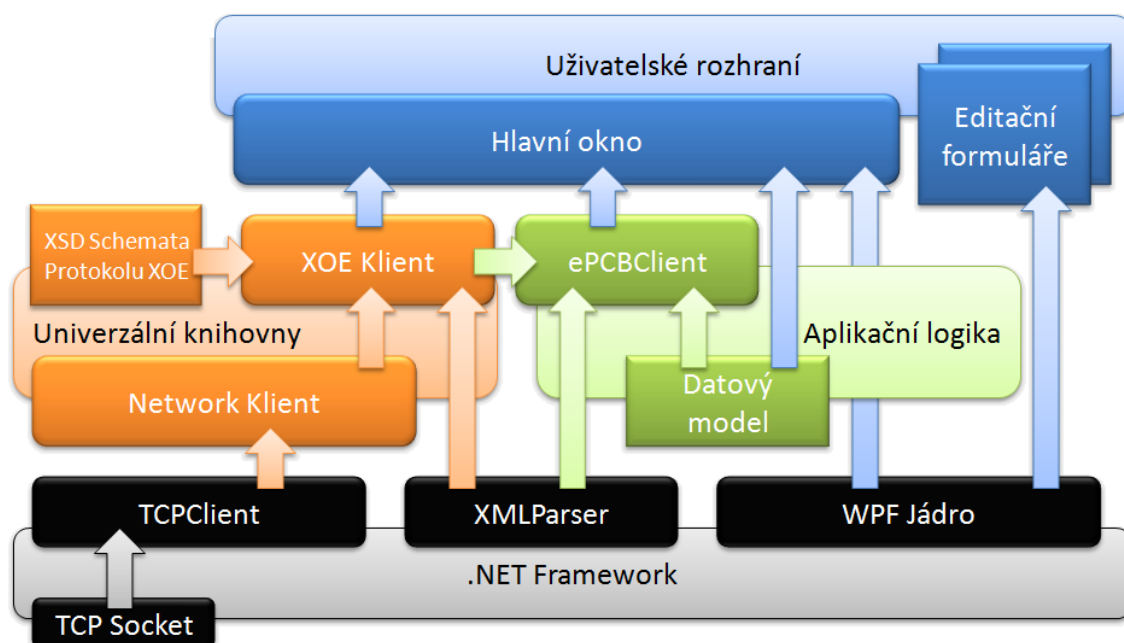 Uživatelské rozhraní
Editační
formuláře
Hlavní okno
XSD Schemata
Protokolu XOE
XOE Klient
ePCBClient
Univerzální knihovny
Aplikační logika
Network Klient
Datový
model
TCPClient
XMLParser
WPF Jádro
.NET Framework
TCP Socket